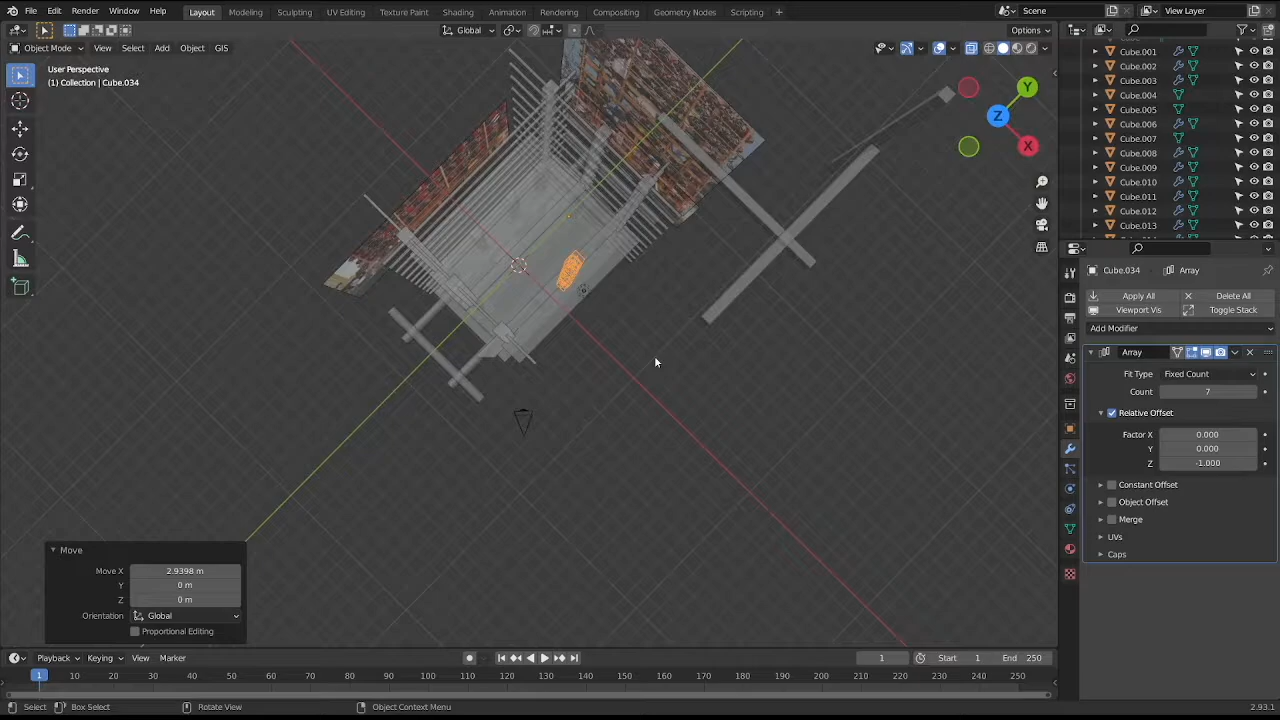 File Edit Render Window Help Layout Modeling Sculpting UV Editing Texture Paint Shading Animation Rendering Compositing Geometry Nodes Scripting + Scene View Layer
Global Options
Object Mode View Select Add Object GIS
User Perspective
(1) Collection | Cube.034
Y
Z
X
Cube.001
Cube.002
Cube.003
Cube.004
Cube.005
Cube.006
Cube.007
Cube.008
Cube.009
Cube.010
Cube.011
Cube.012
Cube.013
Cube.034 Array
Apply All Delete All
Viewport Vis Toggle Stack
Add Modifier
Array
Fit Type Fixed Count
Count 7
Relative Offset
Factor X 0.000
Y 0.000
Z -1.000
Constant Offset
Object Offset
Merge
UVs
Caps
Move
Move X 2.9398 m
Y 0 m
Z 0 m
Orientation Global
Proportional Editing
Playback Keying View Marker 1 Start 1 End 250
1 10 20 30 40 50 60 70 80 90 100 110 120 130 140 150 160 170 180 190 200 210 220 230 240 250
Select Box Select Rotate View Object Context Menu 2.93.1